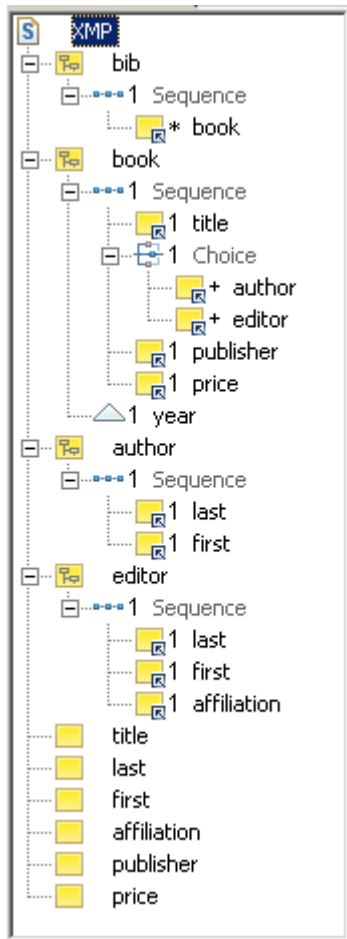 S XMP
bib
1 Sequence
* book
book
1 Sequence
1 title
1 Choice
+ author
+ editor
1 publisher
1 price
1 year
author
1 Sequence
1 last
1 first
editor
1 Sequence
1 last
1 first
1 affiliation
title
last
first
affiliation
publisher
price